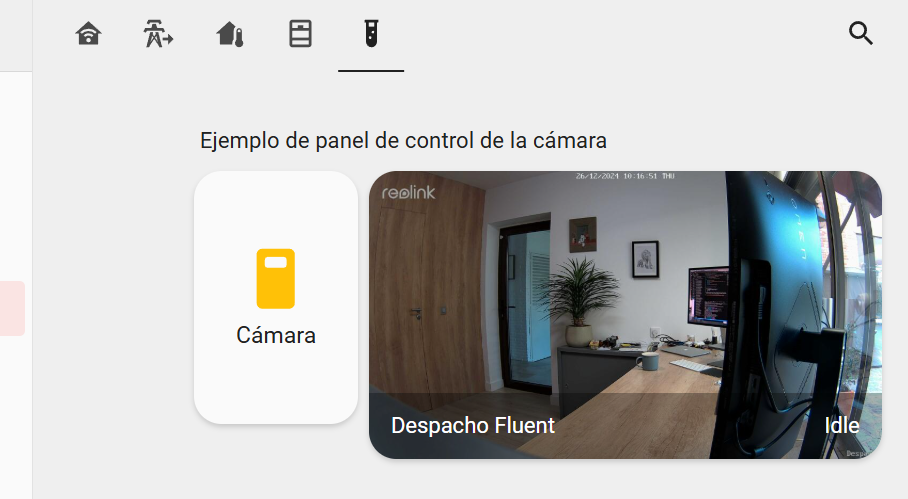 Ejemplo de panel de control de la cámara
reolink
26/12/2024 10:16:51 THU
Cámara
Despacho Fluent
Idle